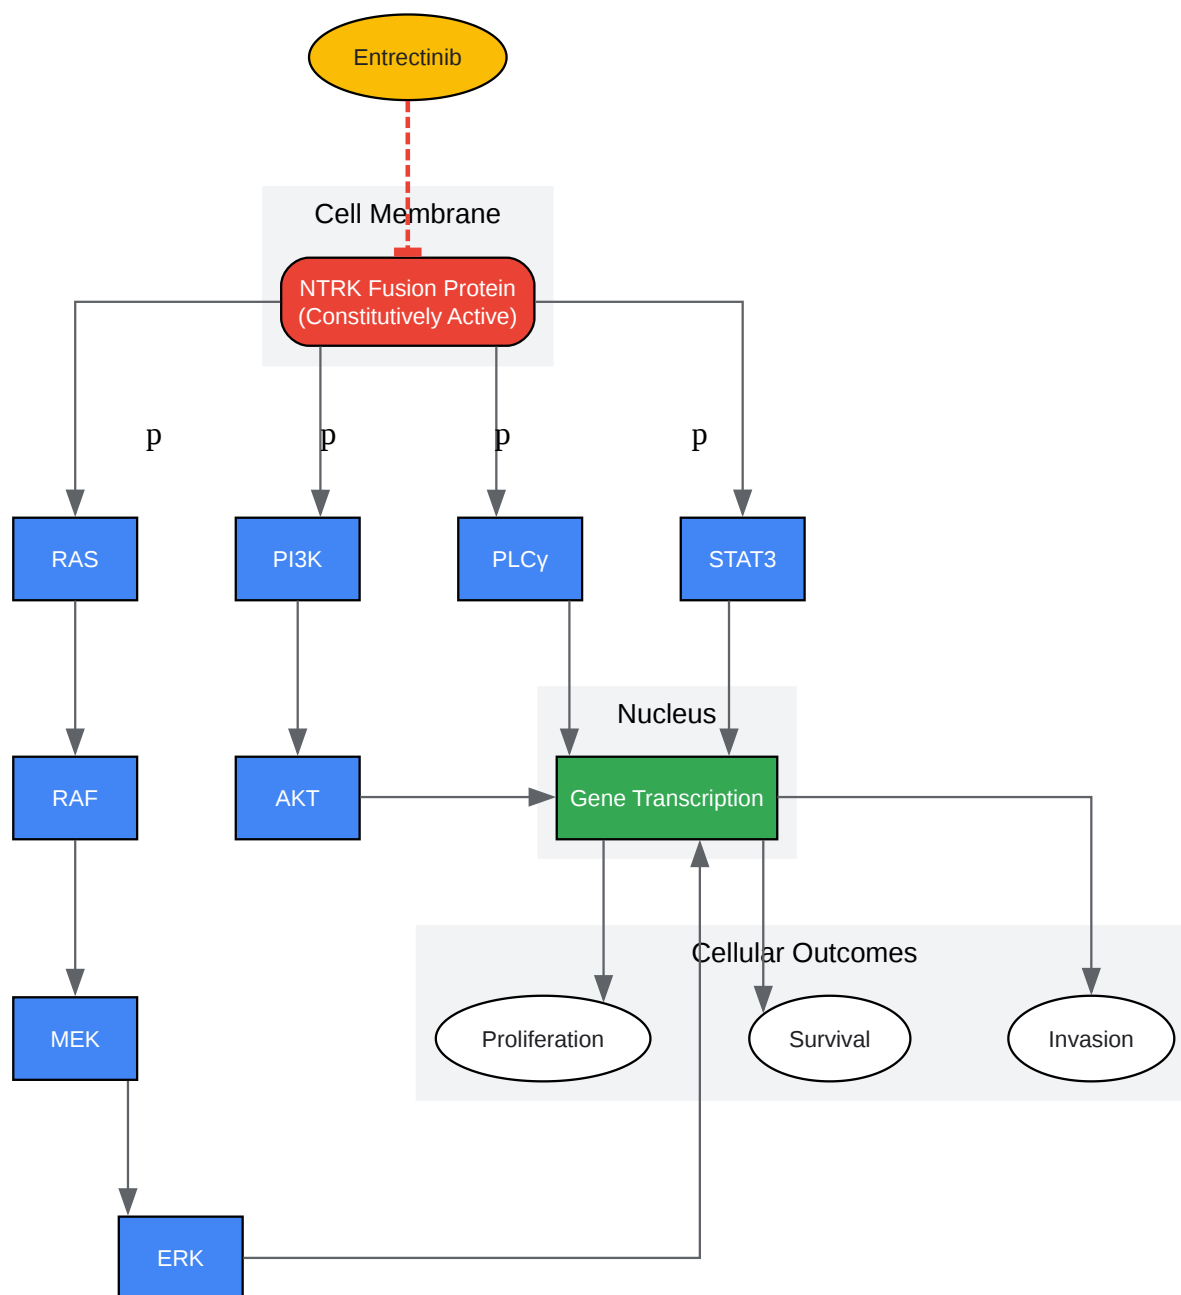 Entrectinib
Cell Membrane
NTRK Fusion Protein
(Constitutively Active)
p
p
p
p
RAS
PI3K
PLCγ
STAT3
Nucleus
RAF
AKT
Gene Transcription
Cellular Outcomes
MEK
Proliferation
Survival
Invasion
ERK